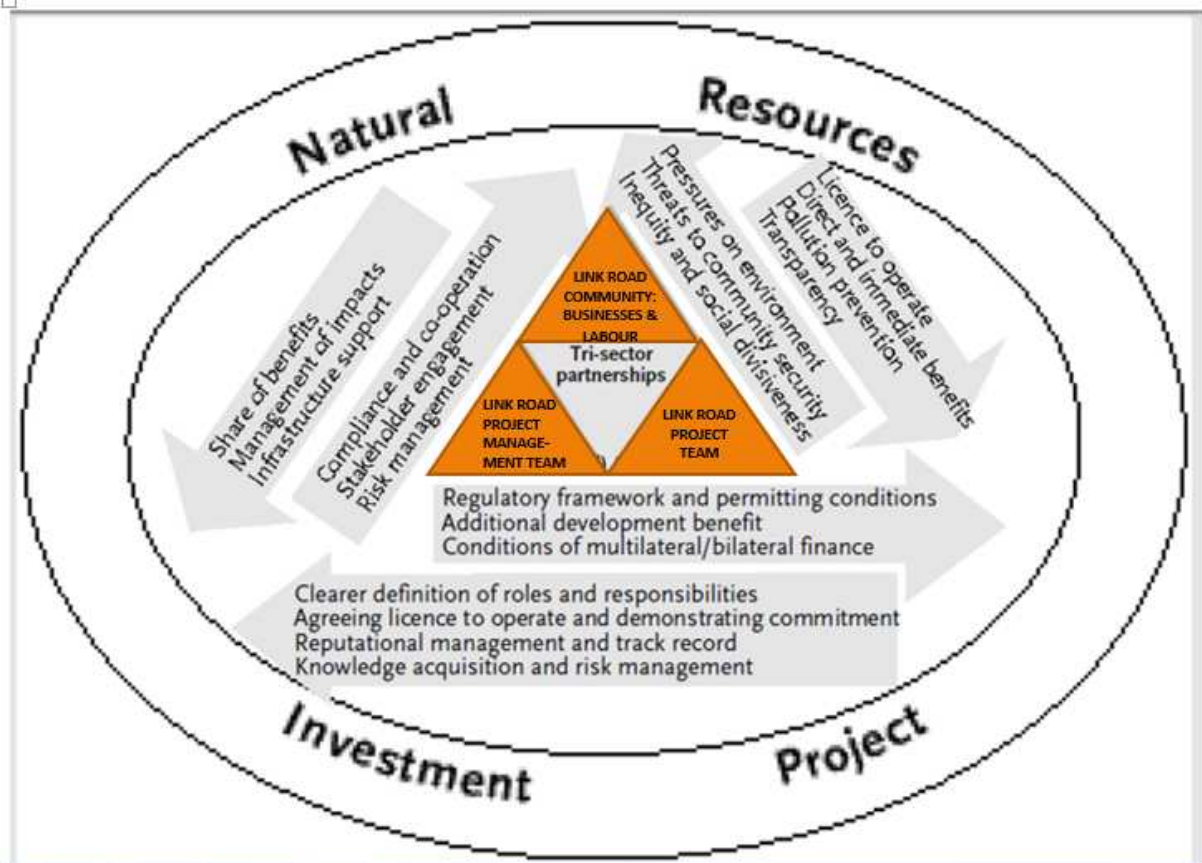 Natural
Resources
Share of benefits
Management of impacts
Infrastructure support
Compliance and co-operation
Stakeholder engagement
Risk management
Pressures on environment
Threats to community security
Inequity and social divisiveness
Licence to operate
Direct and immediate benefits
Pollution prevention
Transparency
LINK ROAD
COMMUNITY:
BUSINESSES &
LABOUR
Tri-sector
partnerships
LINK ROAD
PROJECT
MANAGE-
MENT TEAM
LINK ROAD
PROJECT
TEAM
Regulatory framework and permitting conditions
Additional development benefit
Conditions of multilateral/bilateral finance
Clearer definition of roles and responsibilities
Agreeing licence to operate and demonstrating commitment
Reputational management and track record
Knowledge acquisition and risk management
Investment
Project